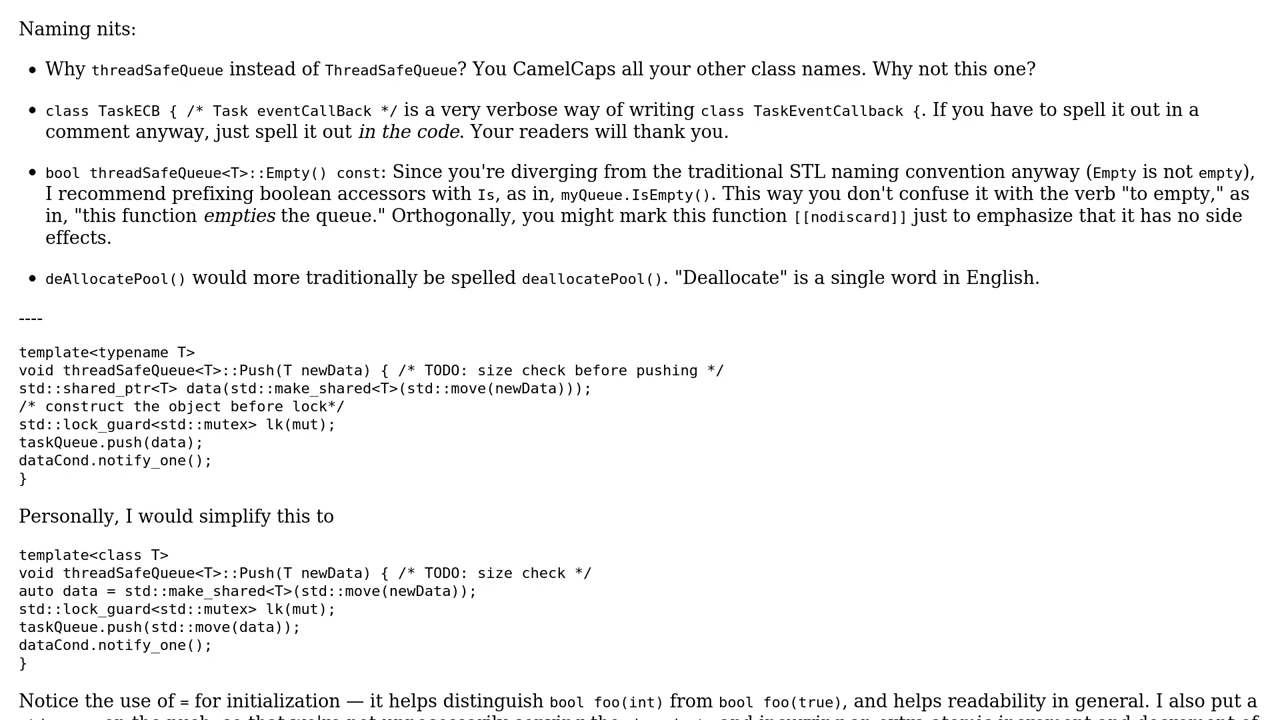 Naming nits:
• Why threadSafeQueue instead of ThreadSafeQueue? You CamelCaps all your other class names. Why not this one?
• class TaskECB { /* Task eventCallBack */ is a very verbose way of writing class TaskEventCallback {. If you have to spell it out in a
comment anyway, just spell it out in the code. Your readers will thank you.
• bool threadSafeQueue<T>::Empty() const: Since you're diverging from the traditional STL naming convention anyway (Empty is not empty),
I recommend prefixing boolean accessors with Is, as in, myQueue.IsEmpty(). This way you don't confuse it with the verb "to empty," as
in, "this function empties the queue." Orthogonally, you might mark this function [[nodiscard]] just to emphasize that it has no side
effects.
• deAllocatePool() would more traditionally be spelled deallocatePool(). "Deallocate" is a single word in English.
----
template<typename T>
void threadSafeQueue<T>::Push(T newData) { /* TODO: size check before pushing */
std::shared_ptr<T> data(std::make_shared<T>(std::move(newData)));
/* construct the object before lock*/
std::lock_guard<std::mutex> lk(mut);
taskQueue.push(data);
dataCond.notify_one();
}
Personally, I would simplify this to
template<class T>
void threadSafeQueue<T>::Push(T newData) { /* TODO: size check */
auto data = std::make_shared<T>(std::move(newData));
std::lock_guard<std::mutex> lk(mut);
taskQueue.push(std::move(data));
dataCond.notify_one();
}
Notice the use of = for initialization — it helps distinguish bool foo(int) from bool foo(true), and helps readability in general. I also put a